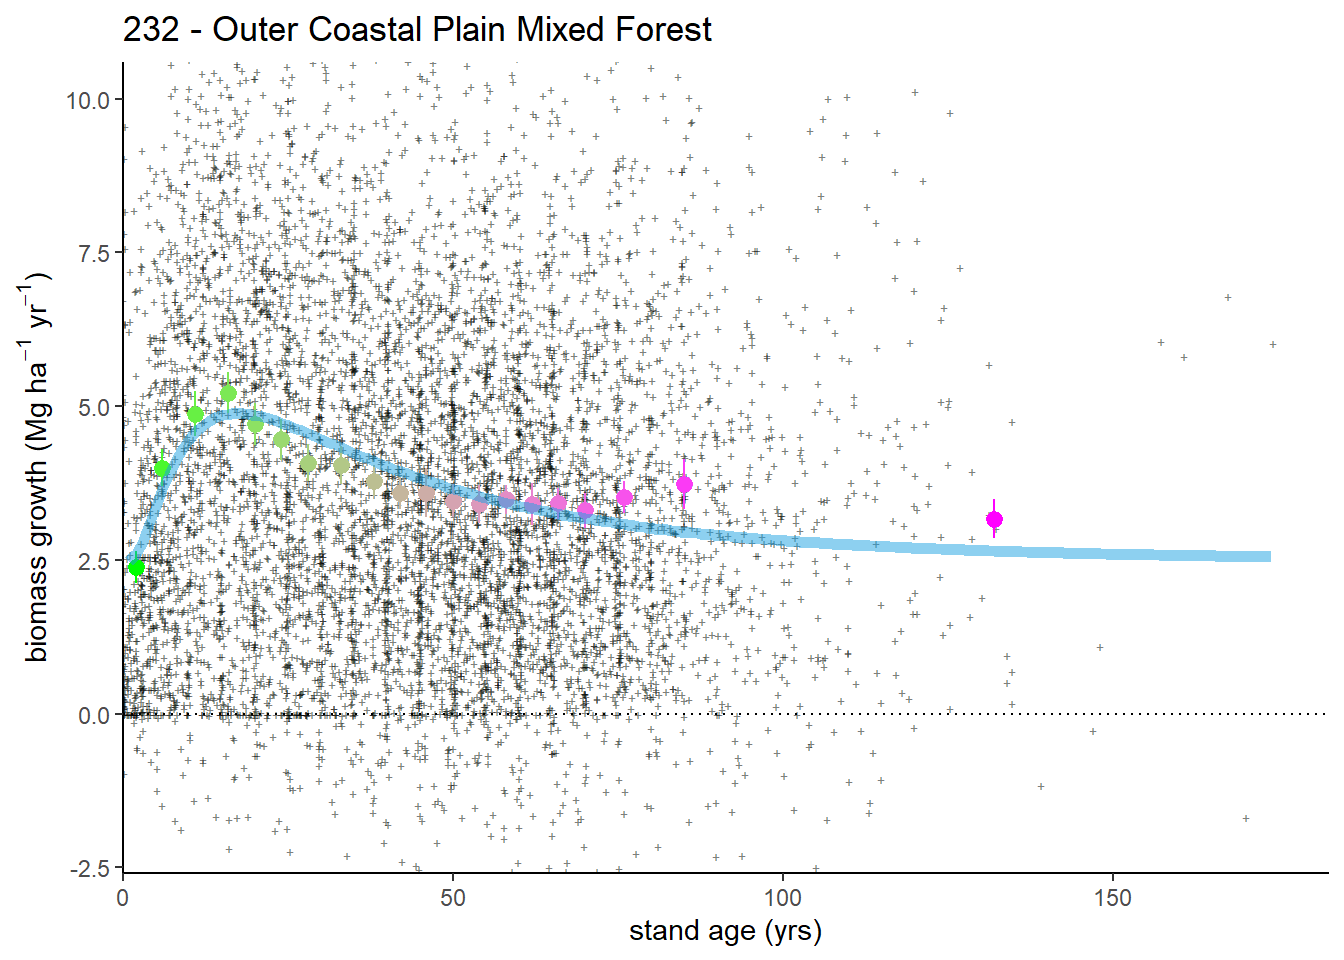 232 - Outer Coastal Plain Mixed Forest
biomass growth (Mg ha⁻¹ yr⁻¹)
10.0
7.5
5.0
2.5
0.0
-2.5
0 50 100 150
stand age (yrs)